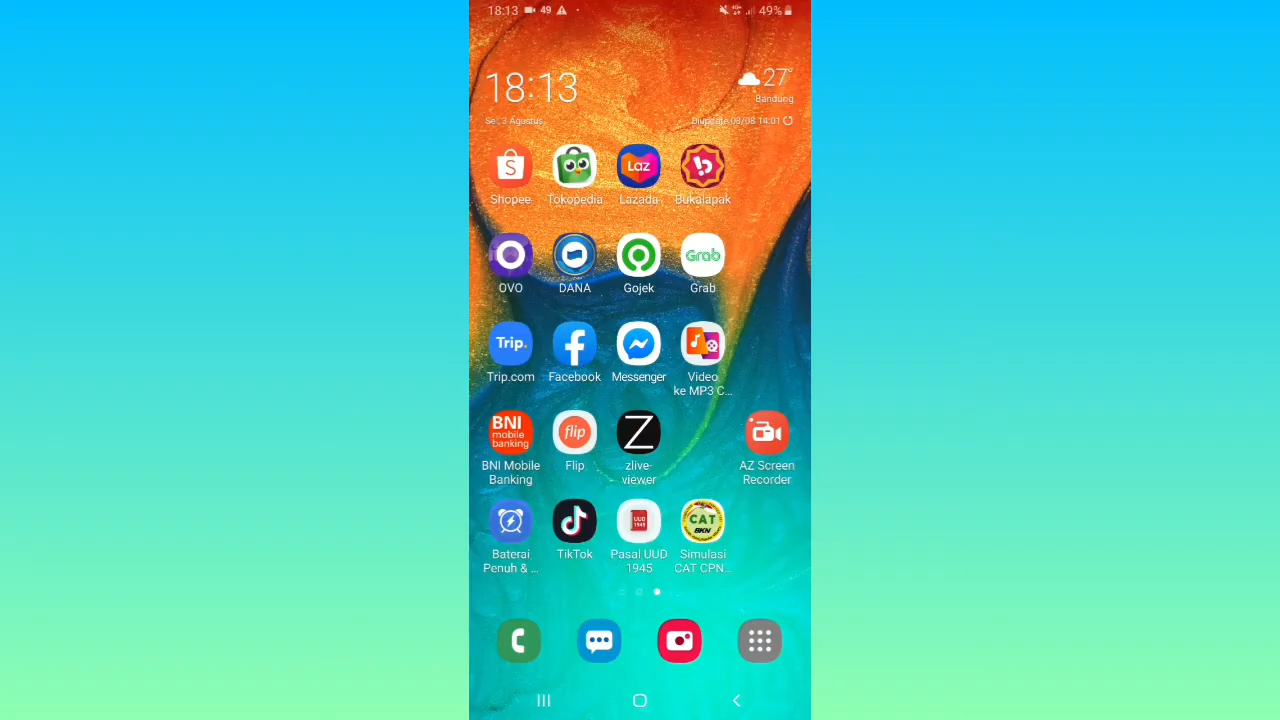 18:13 49 49%
18:13 27°
Bandung
Sel, 3 Agustus Diupdate 03/08 14:01
S Laz
Shopee Tokopedia Lazada Bukalapak
Grab
OVO DANA Gojek Grab
Trip.
Trip.com Facebook Messenger Video
ke MP3 C...
BNI
mobile
banking
flip
Z
BNI Mobile
Banking
Flip
zlive-
viewer
AZ Screen
Recorder
UUD
1945
CAT
BKN
Baterai
Penuh & ...
TikTok
Pasal UUD
1945
Simulasi
CAT CPN...